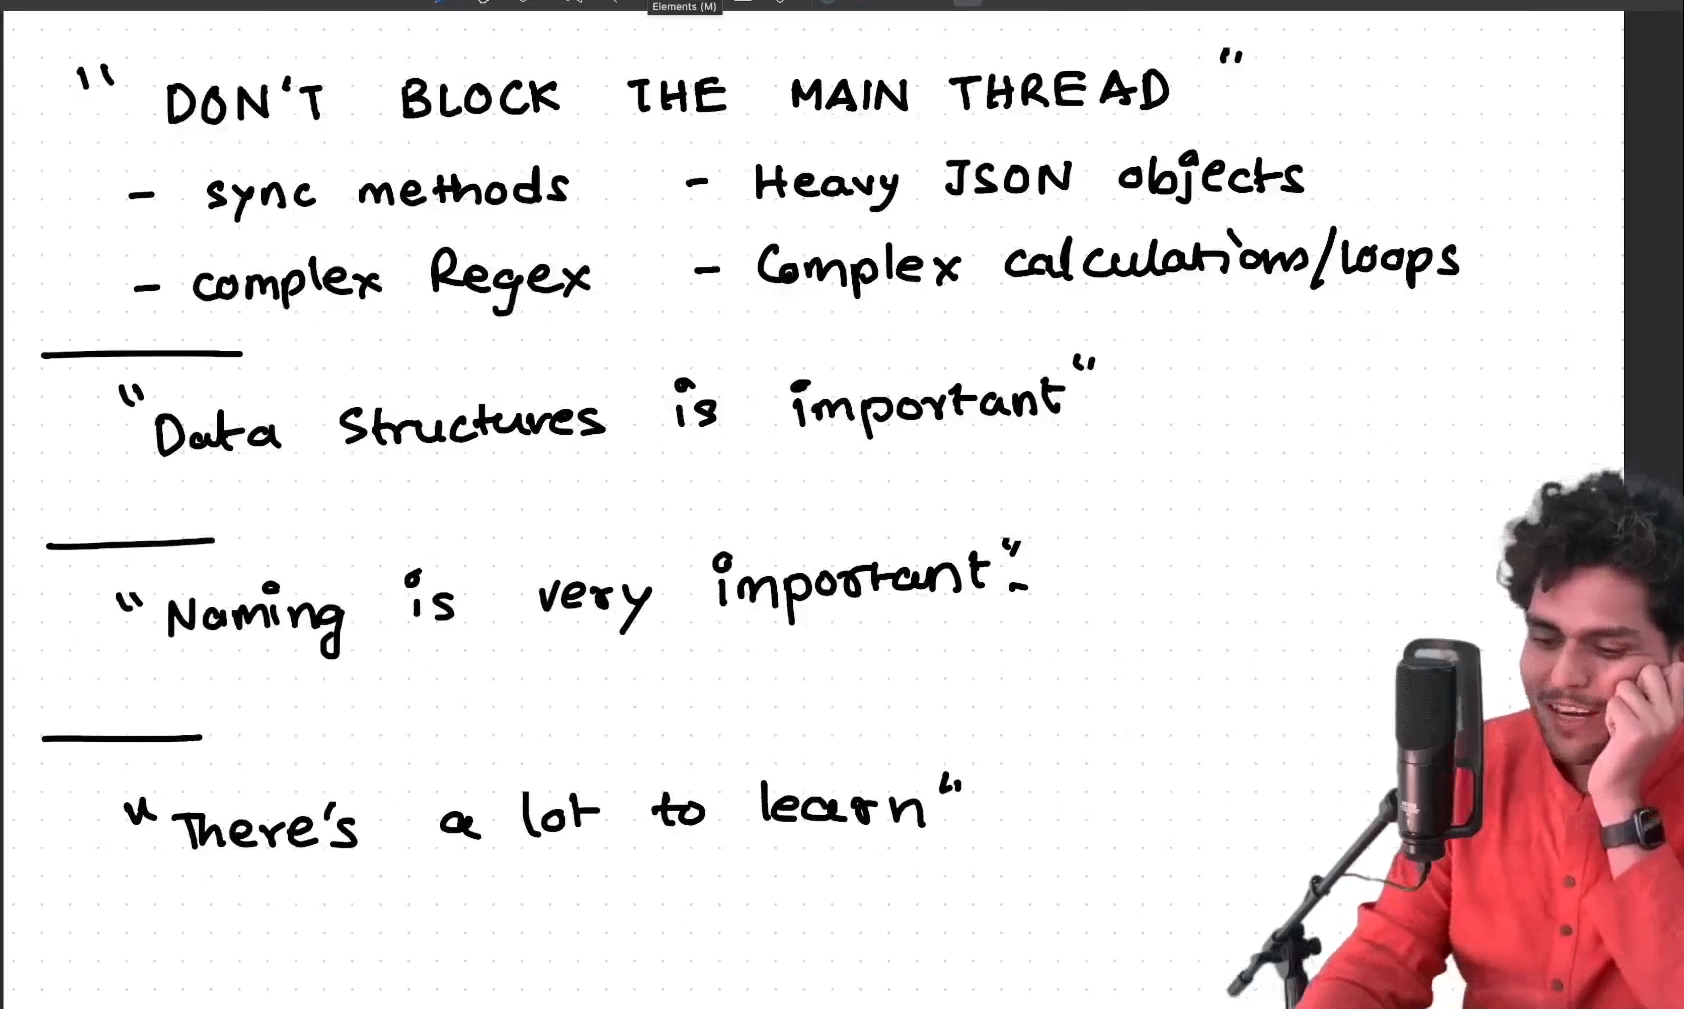 Elements (M)
"DON'T BLOCK THE MAIN THREAD"
- sync methods - Heavy JSON objects
- complex Regex - Complex calculations/loops
"Data Structures is important"
"Naming is very important".
"There's a lot to learn"